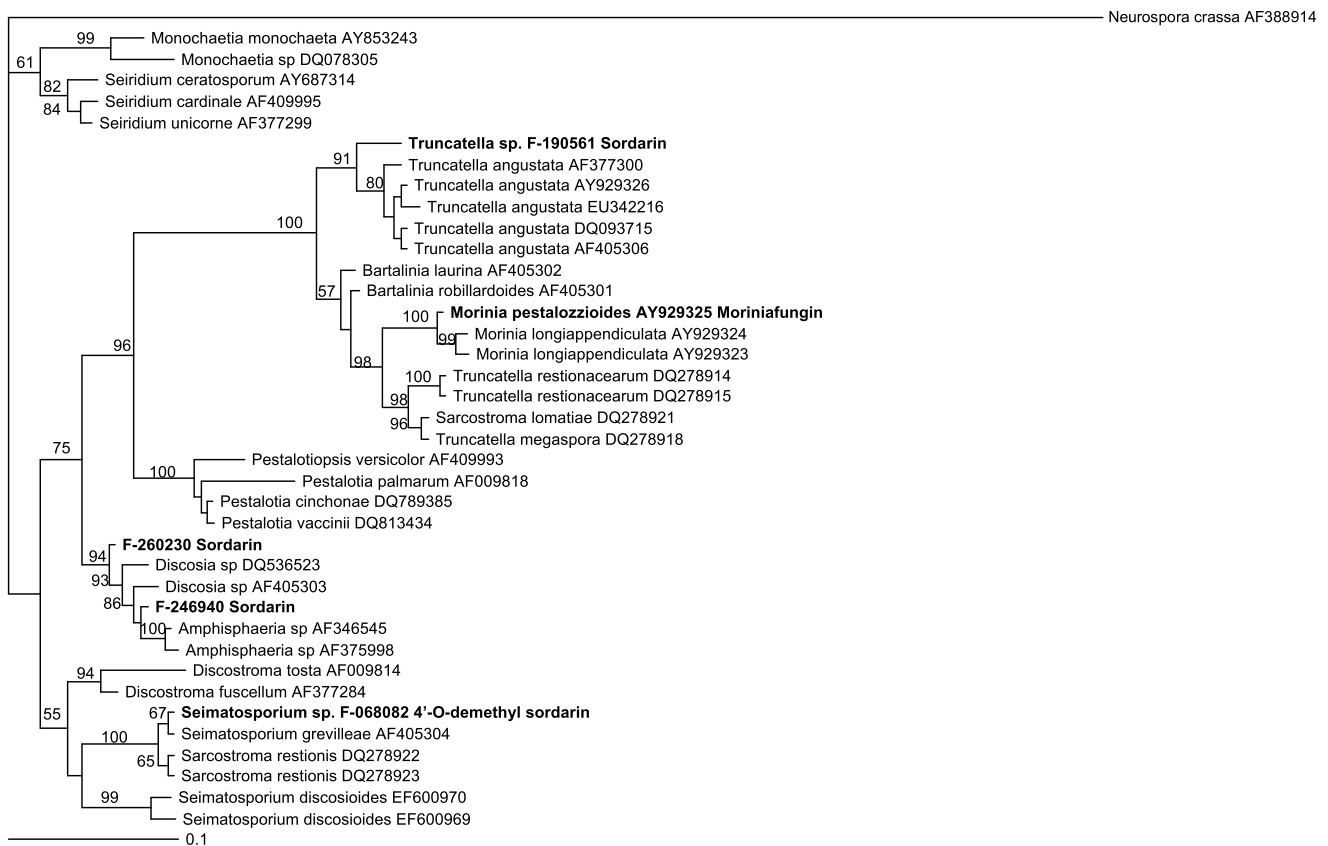 Neurospora crassa AF388914
99 Monochaetia monochaeta AY853243
61 Monochaetia sp DQ078305
82 Seiridium ceratosporum AY687314
84 Seiridium cardinale AF409995
Seiridium unicorne AF377299
Truncatella sp. F-190561 Sordarin
91 Truncatella angustata AF377300
80 Truncatella angustata AY929326
Truncatella angustata EU342216
100 Truncatella angustata DQ093715
Truncatella angustata AF405306
Bartalinia laurina AF405302
57 Bartalinia robillardoides AF405301
100 Morinia pestalozzioides AY929325 Moriniafungin
99 Morinia longiappendiculata AY929324
96 98 Morinia longiappendiculata AY929323
100 Truncatella restionacearum DQ278914
98 Truncatella restionacearum DQ278915
96 Sarcostroma lomatiae DQ278921
Truncatella megaspora DQ278918
75 Pestalotiopsis versicolor AF409993
100 Pestalotia palmarum AF009818
Pestalotia cinchonae DQ789385
Pestalotia vaccinii DQ813434
94 F-260230 Sordarin
93 Discosia sp DQ536523
86 Discosia sp AF405303
F-246940 Sordarin
100 Amphisphaeria sp AF346545
Amphisphaeria sp AF375998
94 Discostroma tosta AF009814
Discostroma fuscellum AF377284
55 67 Seimatosporium sp. F-068082 4’-O-demethyl sordarin
100 Seimatosporium grevilleae AF405304
65 Sarcostroma restionis DQ278922
Sarcostroma restionis DQ278923
99 Seimatosporium discosioides EF600970
Seimatosporium discosioides EF600969
0.1